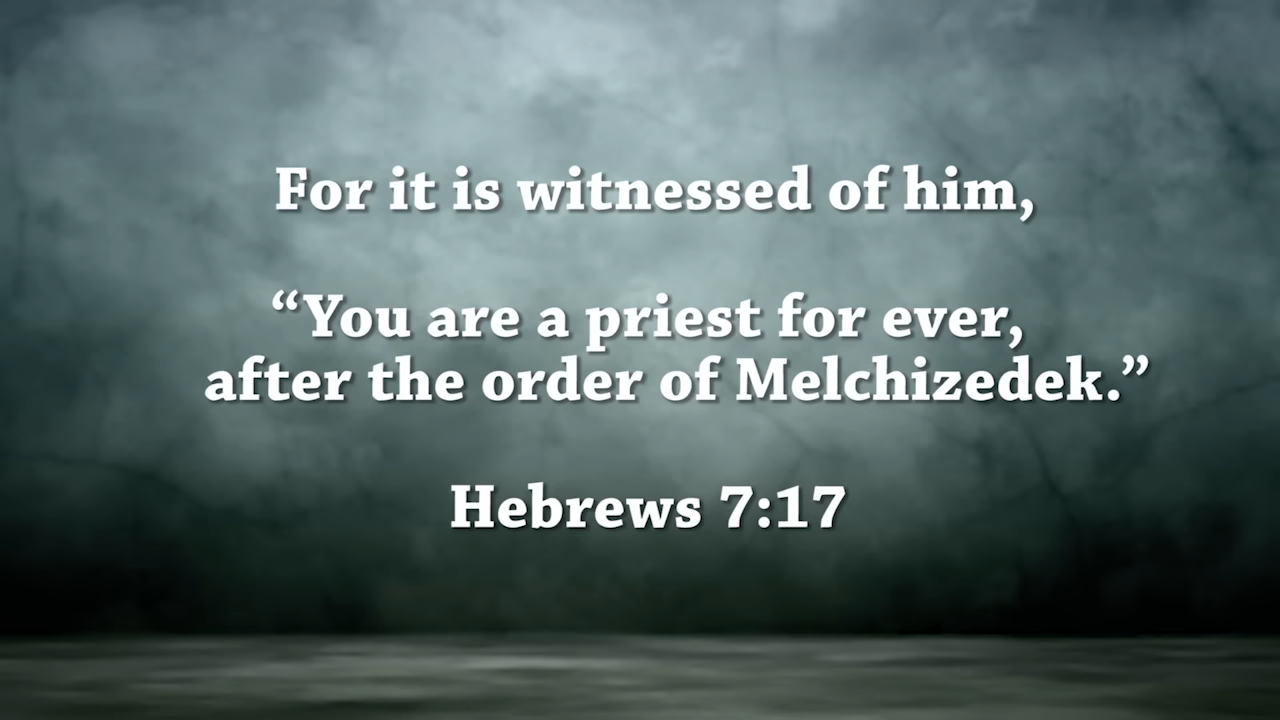 For it is witnessed of him,
“You are a priest for ever,
after the order of Melchizedek.”
Hebrews 7:17